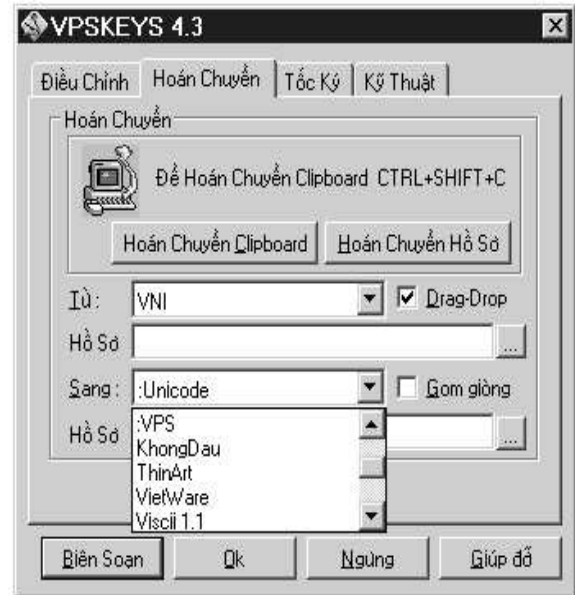 VPSKEYS 4.3
Điều Chỉnh Hoán Chuyển Tốc Ký Kỹ Thuật
Hoán Chuyển
Để Hoán Chuyển Clipboard CTRL+SHIFT+C
Hoán Chuyển Clipboard Hoán Chuyển Hồ Sơ
Từ: VNI Drag-Drop
Hồ Sơ ...
Sang: :Unicode Gom giòng
:VPS
Hồ Sơ ...
KhongDau
ThinArt
VietWare
Viscii 1.1
Biên Soạn Ok Ngừng Giúp đỡ